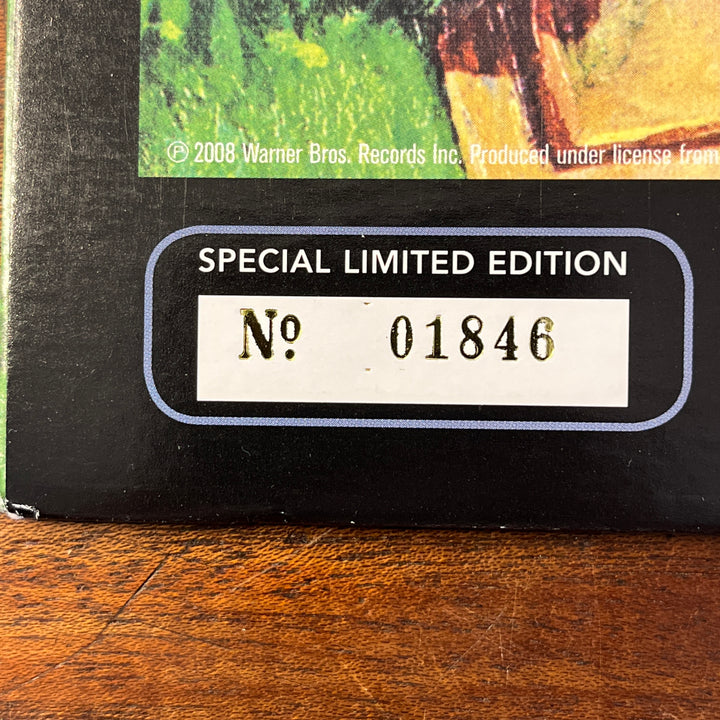 ℗ 2008 Warner Bros. Records Inc. Produced under license from
SPECIAL LIMITED EDITION
Nº. 01846